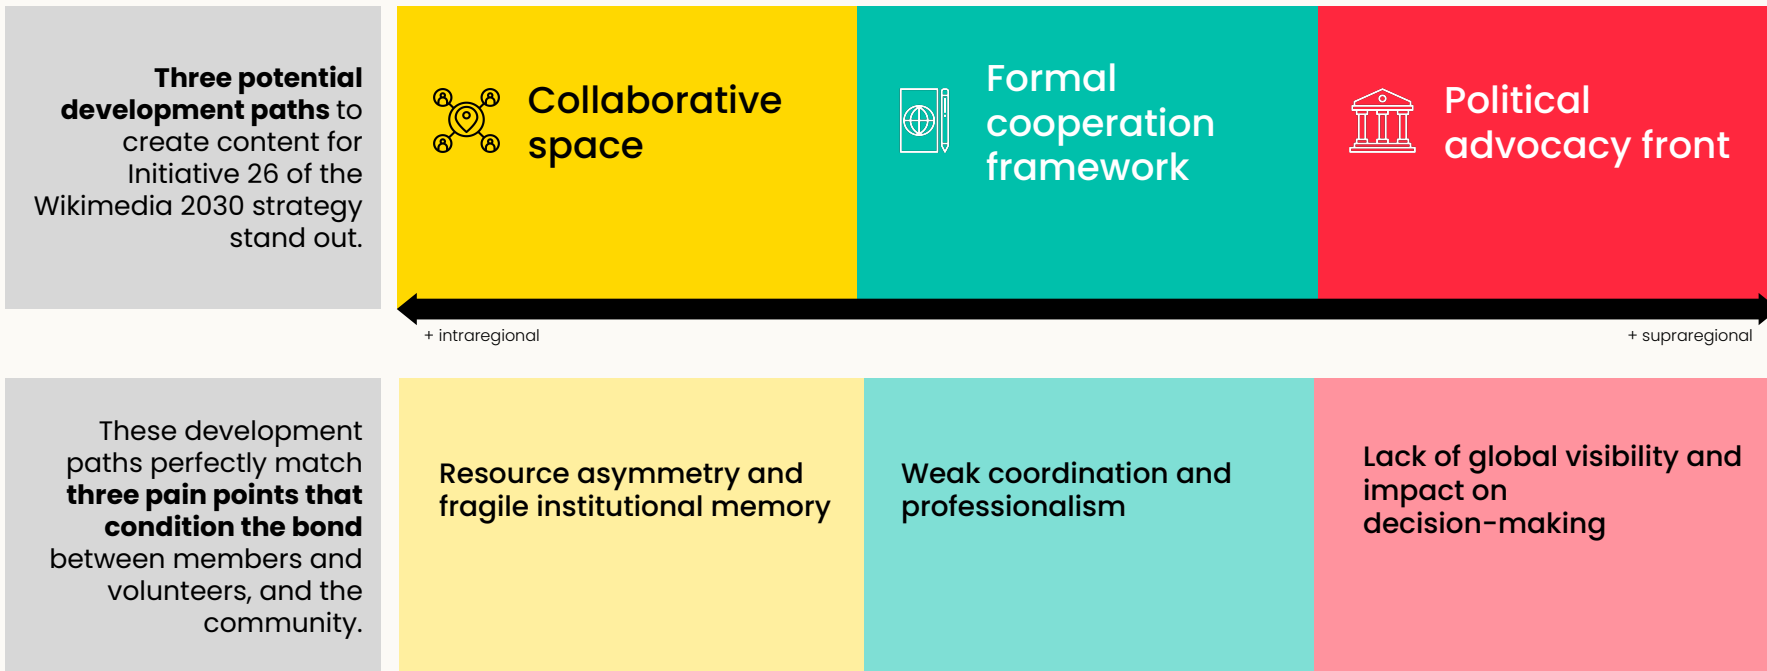 Three potential
development paths to
create content for
Initiative 26 of the
Wikimedia 2030 strategy
stand out.
Collaborative
space
Formal
cooperation
framework
Political
advocacy front
+ intraregional
+ supraregional
These development
paths perfectly match
three pain points that
condition the bond
between members and
volunteers, and the
community.
Resource asymmetry and
fragile institutional memory
Weak coordination and
professionalism
Lack of global visibility and
impact on
decision-making